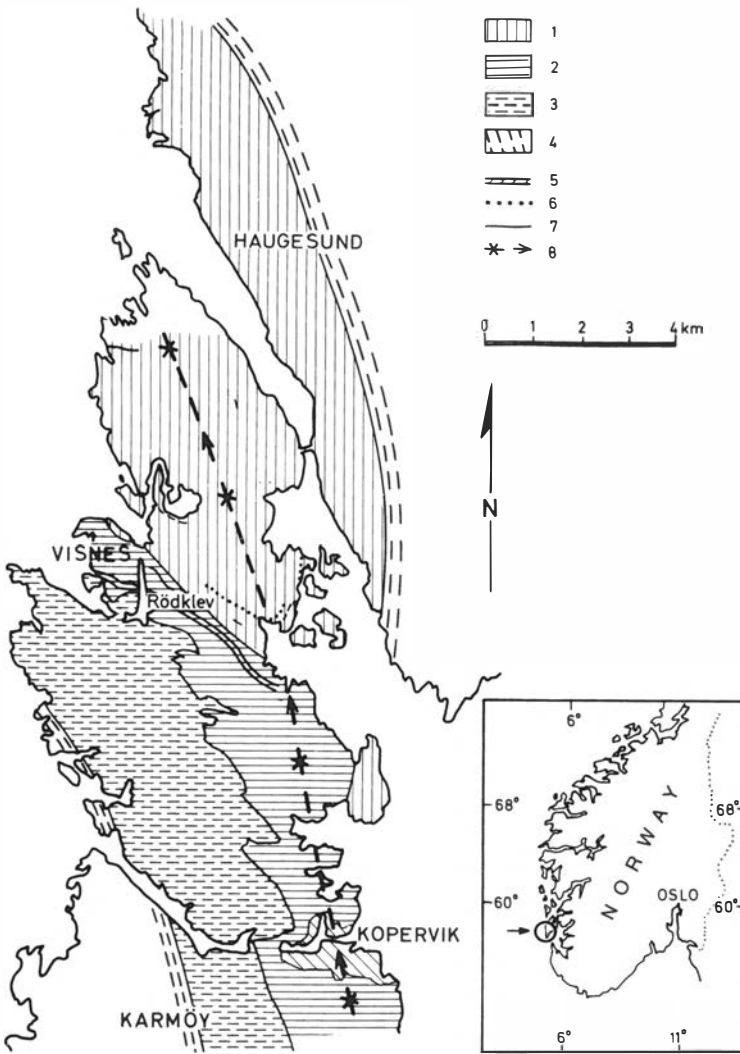 1
2
3
4
5
6
7
8
HAUGESUND
0 1 2 3 4 km
N
VISNES
Rödklev
KOPERVIK
KARMÖY
6°
68° 68°
NORWAY
60° OSLO 60°
6° 11°